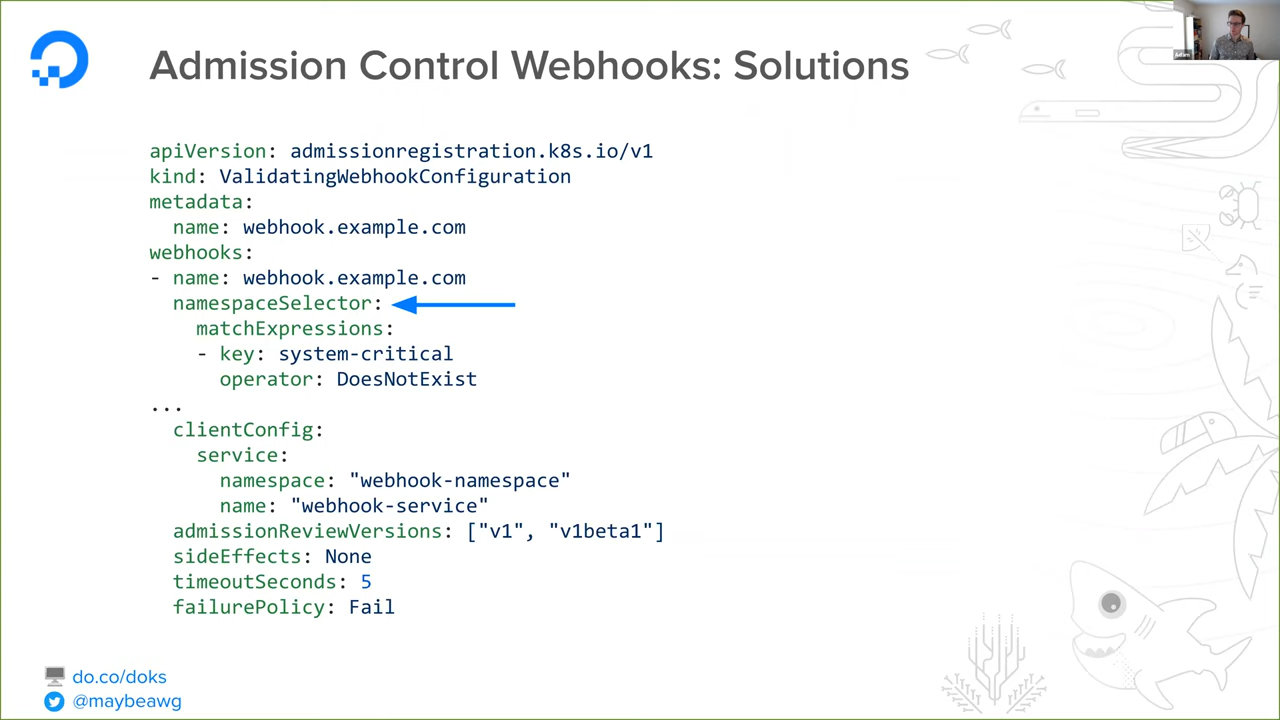 Admission Control Webhooks: Solutions
Adam
apiVersion: admissionregistration.k8s.io/v1
kind: ValidatingWebhookConfiguration
metadata:
  name: webhook.example.com
webhooks:
- name: webhook.example.com
  namespaceSelector:
    matchExpressions:
    - key: system-critical
      operator: DoesNotExist
...
  clientConfig:
    service:
      namespace: "webhook-namespace"
      name: "webhook-service"
  admissionReviewVersions: ["v1", "v1beta1"]
  sideEffects: None
  timeoutSeconds: 5
  failurePolicy: Fail
do.co/doks
@maybeawg